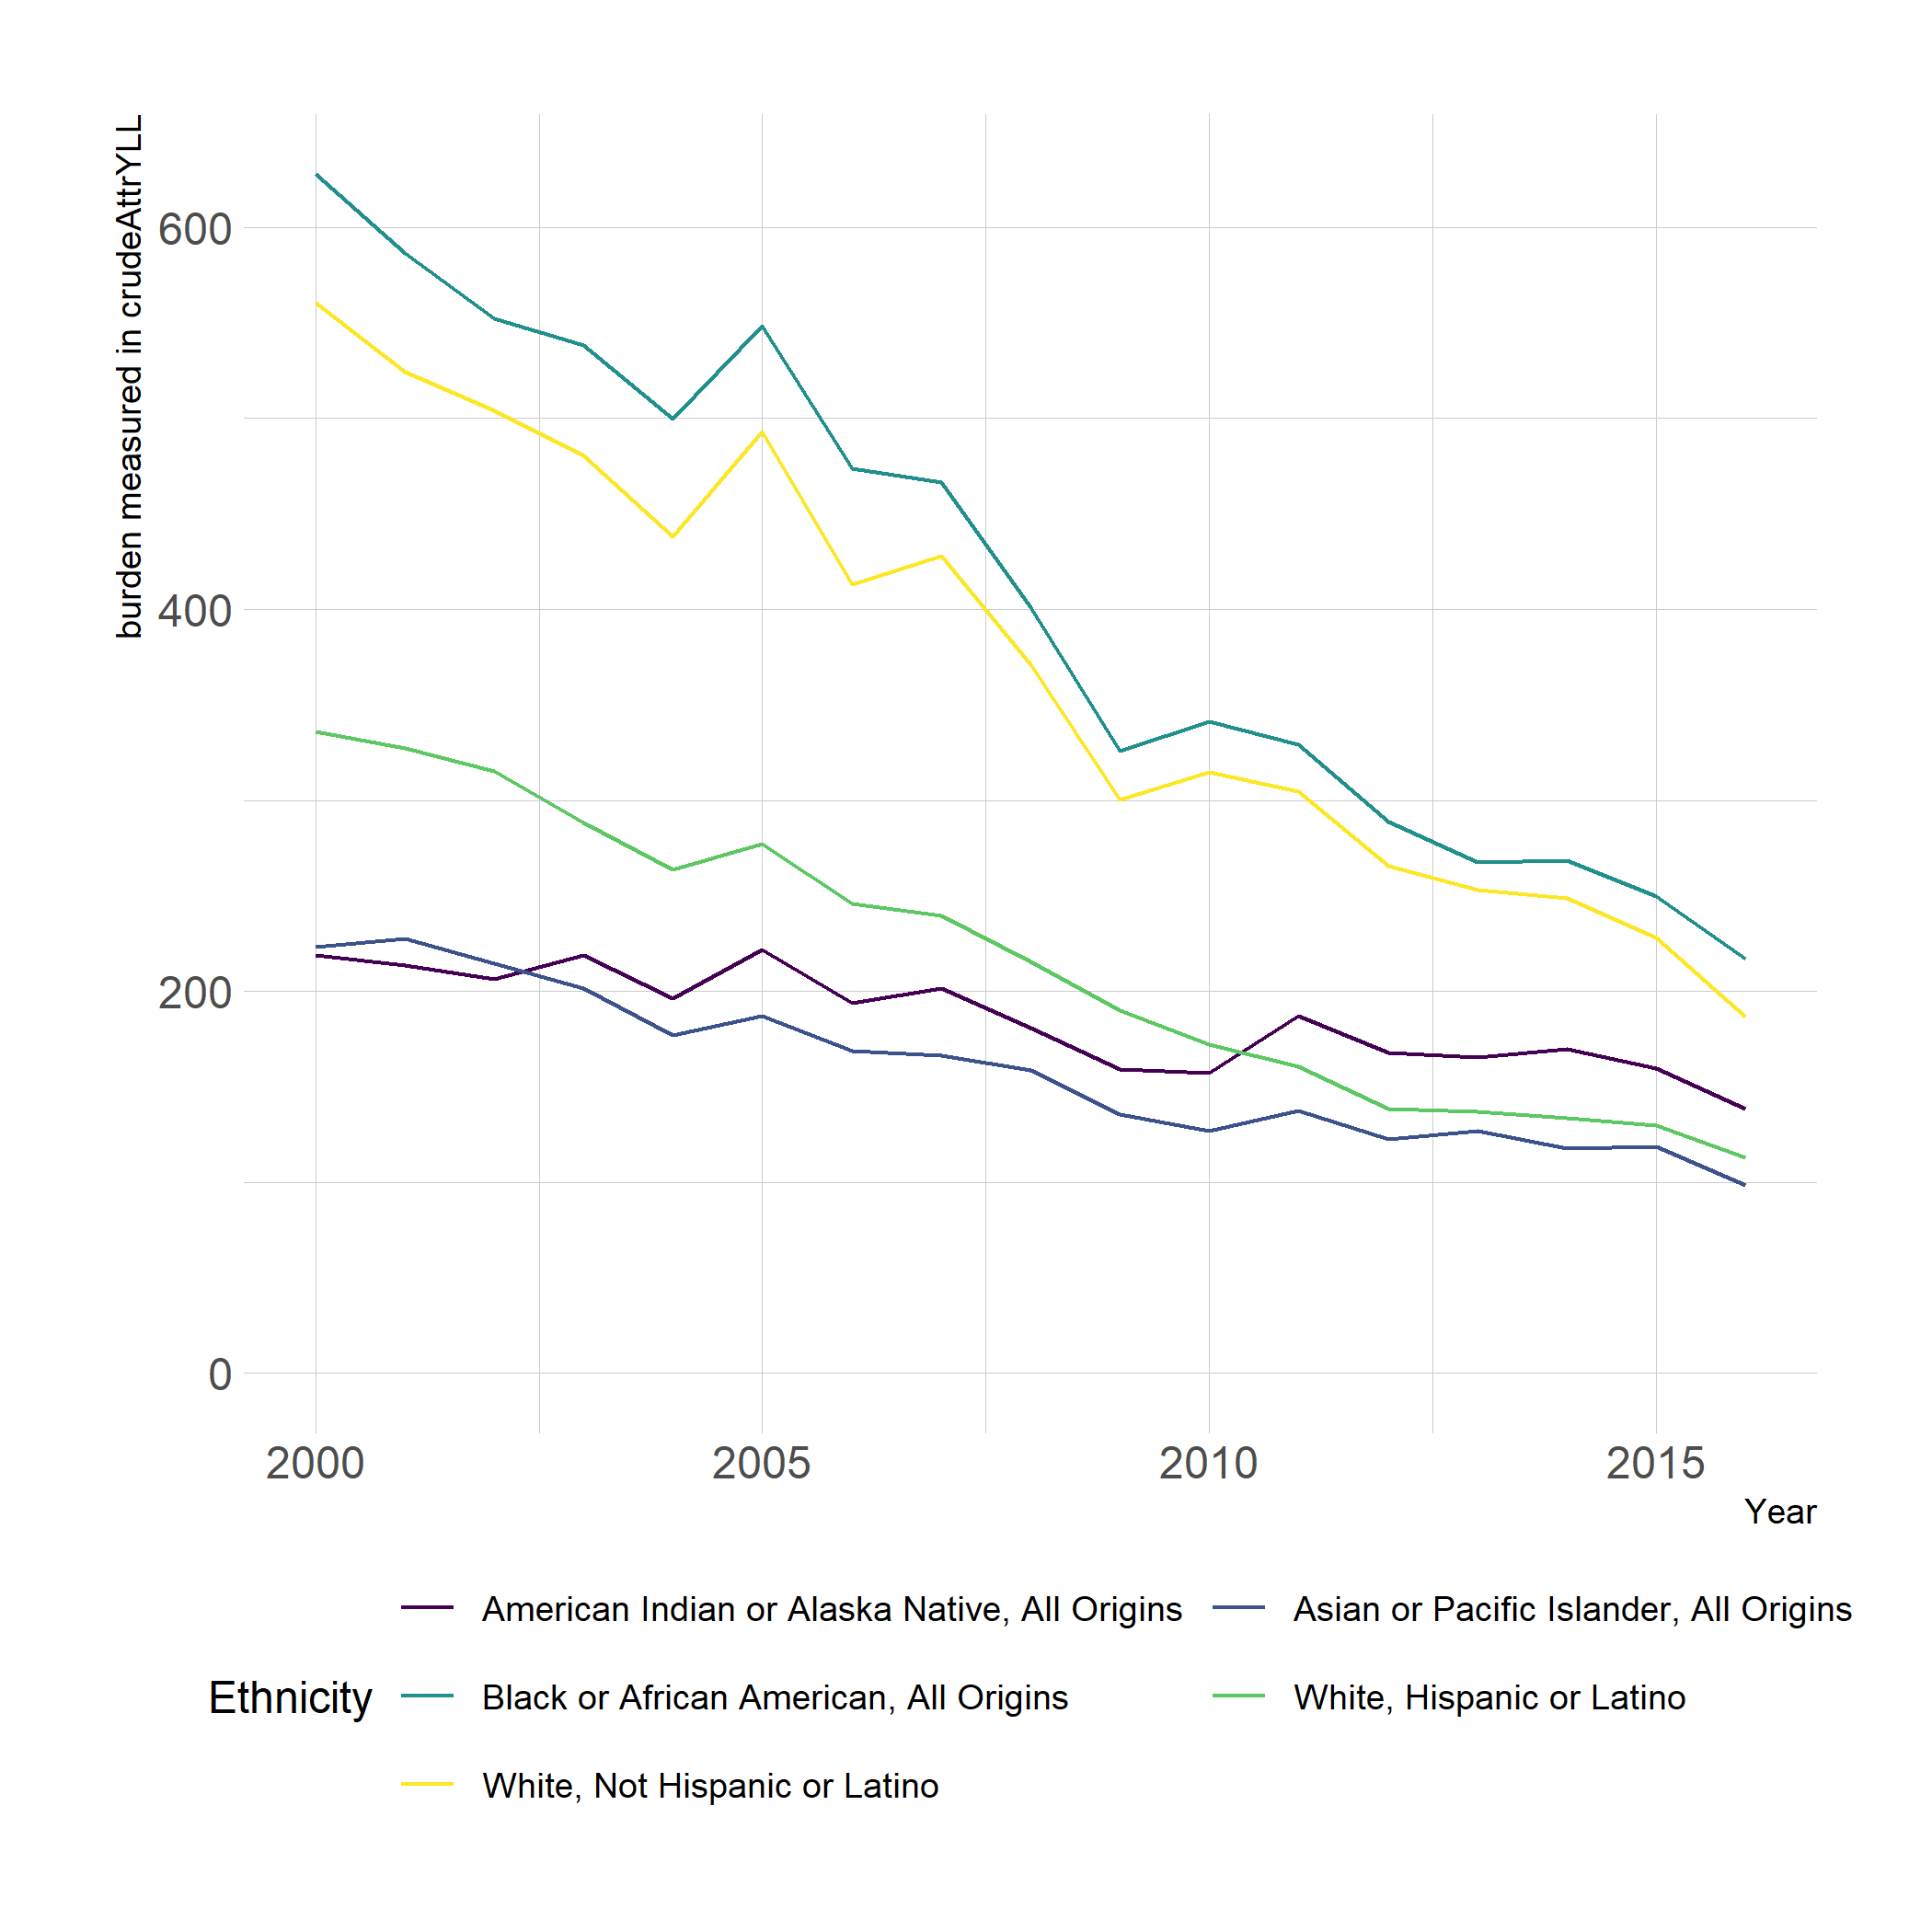 burden measured in crudeAttrYLL
600
400
200
0
2000 2005 2010 2015
Year
Ethnicity
American Indian or Alaska Native, All Origins
Asian or Pacific Islander, All Origins
Black or African American, All Origins
White, Hispanic or Latino
White, Not Hispanic or Latino